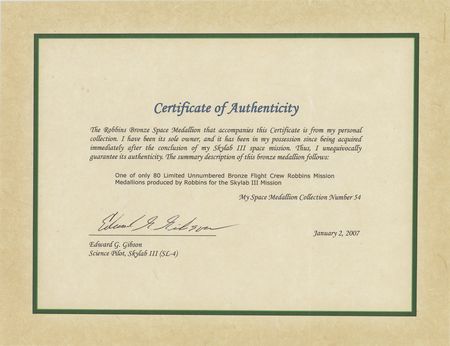 Certificate of Authenticity
The Robbins Bronze Space Medallion that accompanies this Certificate is from my personal
collection. I have been its sole owner, and it has been in my possession since being acquired
immediately after the conclusion of my Skylab III space mission. Thus, I unequivocally
guarantee its authenticity. The summary description of this bronze medallion follows:
One of only 80 Limited Unnumbered Bronze Flight Crew Robbins Mission
Medallions produced by Robbins for the Skylab III Mission
My Space Medallion Collection Number 54
Edward G. Gibson
January 2, 2007
Edward G. Gibson
Science Pilot, Skylab III (SL-4)